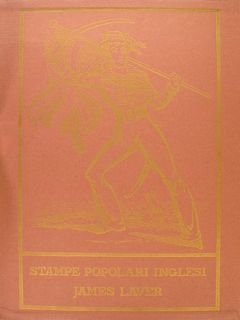 STAMPE POPOLARI INGLESI
JAMES LAVER